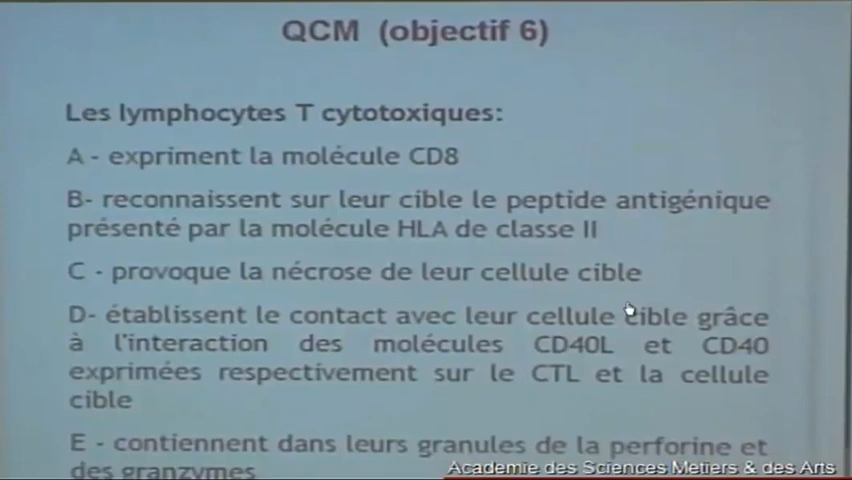 QCM (objectif 6)
Les lymphocytes T cytotoxiques:
A - expriment la molécule CD8
B- reconnaissent sur leur cible le peptide antigénique
présenté par la molécule HLA de classe II
C - provoque la nécrose de leur cellule cible
D- établissent le contact avec leur cellule cible grâce
à l'interaction des molécules CD40L et CD40
exprimées respectivement sur le CTL et la cellule
cible
E - contiennent dans leurs granules de la perforine et
des granzymes
Academie des Sciences Metiers & des Arts